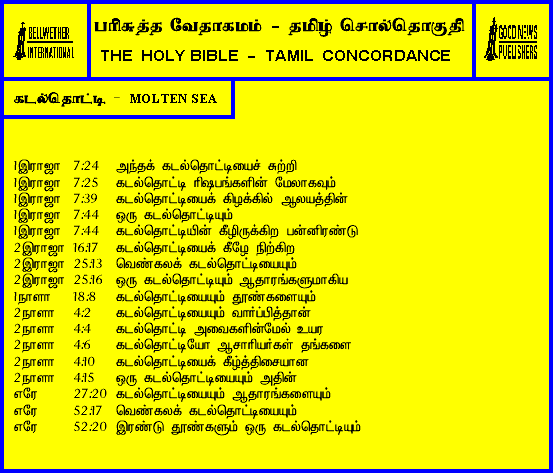 BELLWETHER INTERNATIONAL
பரிசுத்த வேதாகமம் - தமிழ் சொல்தொகுதி
THE HOLY BIBLE - TAMIL CONCORDANCE
GOOD NEWS PUBLISHERS
கடல்தொட்டி - MOLTEN SEA
1இராஜா 7:24 அந்தக் கடல்தொட்டியைச் சுற்றி
1இராஜா 7:25 கடல்தொட்டி ரிஷபங்களின் மேலாகவும்
1இராஜா 7:39 கடல்தொட்டியைக் கிழக்கில் ஆலயத்தின்
1இராஜா 7:44 ஒரு கடல்தொட்டியும்
1இராஜா 7:44 கடல்தொட்டியின் கீழிருக்கிற பன்னிரண்டு
2இராஜா 16:17 கடல்தொட்டியைக் கீழே நிற்கிற
2இராஜா 25:13 வெண்கலக் கடல்தொட்டியையும்
2இராஜா 25:16 ஒரு கடல்தொட்டியும் ஆதாரங்களுமாகிய
1நாளா 18:8 கடல்தொட்டியையும் தூண்களையும்
2நாளா 4:2 கடல்தொட்டியையும் வார்ப்பித்தான்
2நாளா 4:4 கடல்தொட்டி அவைகளின்மேல் உயர
2நாளா 4:6 கடல்தொட்டியோ ஆசாரியர்கள் தங்களை
2நாளா 4:10 கடல்தொட்டியைக் கீழ்த்திசையான
2நாளா 4:15 ஒரு கடல்தொட்டியையும் அதின்
எரே 27:20 கடல்தொட்டியையும் ஆதாரங்களையும்
எரே 52:17 வெண்கலக் கடல்தொட்டியையும்
எரே 52:20 இரண்டு தூண்களும் ஒரு கடல்தொட்டியும்